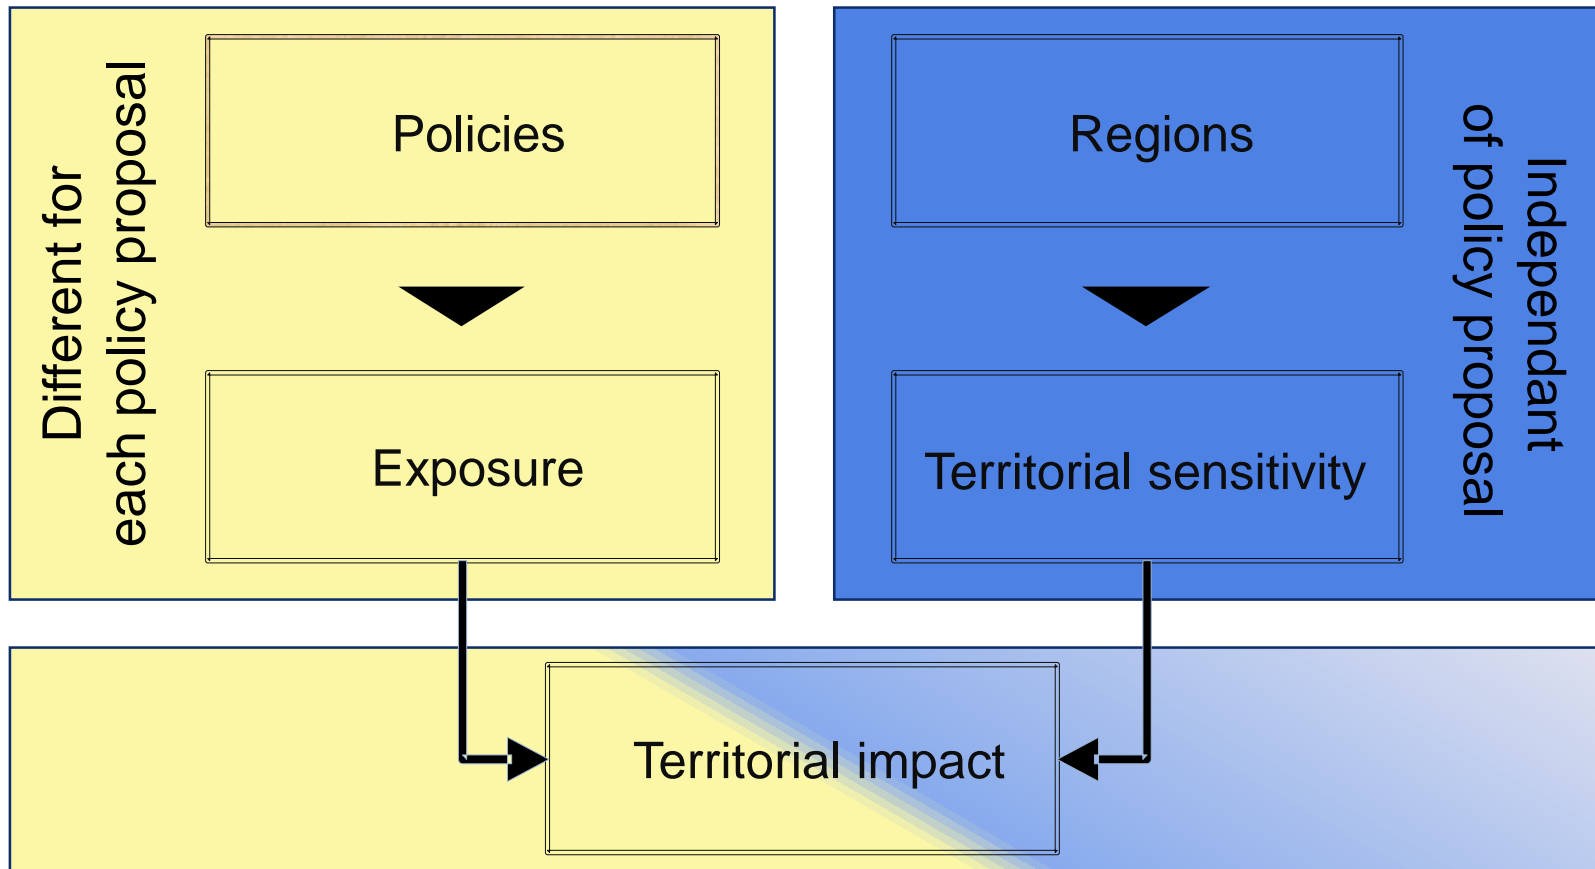 Different for
each policy proposal
Policies
Exposure
Regions
Territorial sensitivity
Independant
of policy proposal
Territorial impact